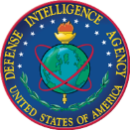 DEFENSE INTELLIGENCE AGENCY
UNITED STATES OF AMERICA